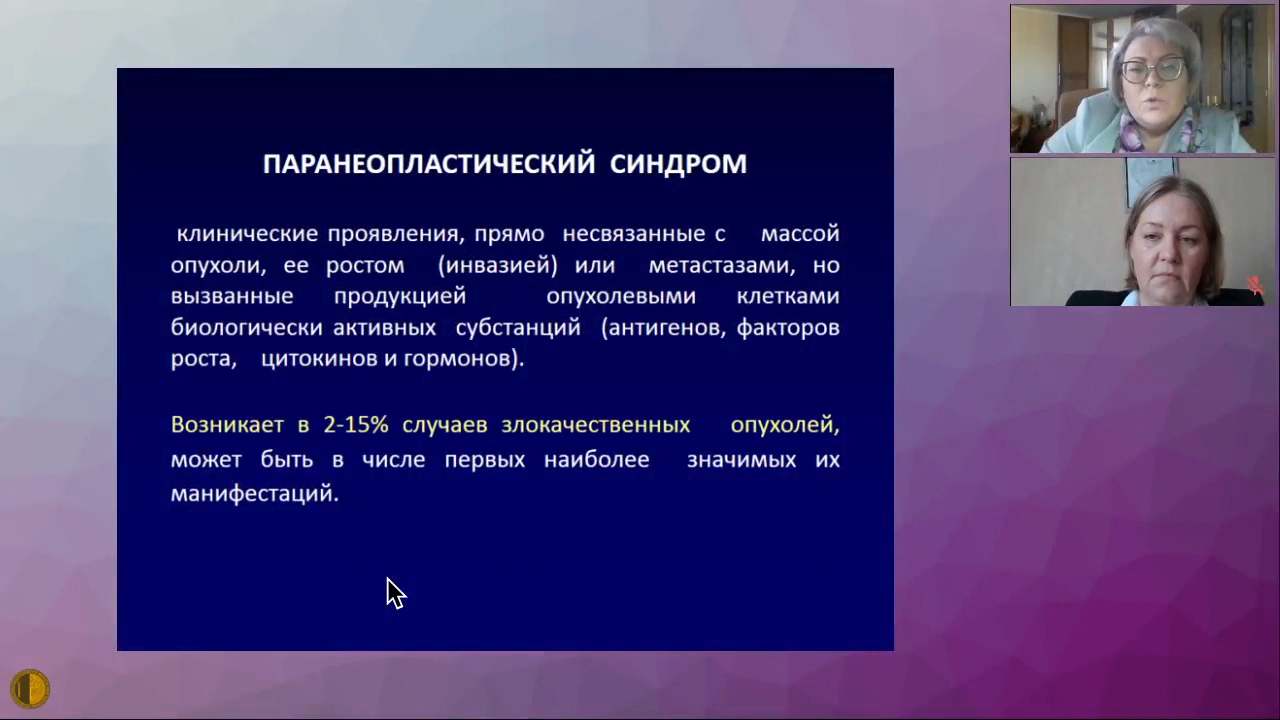 ПАРАНЕОПЛАСТИЧЕСКИЙ СИНДРОМ
клинические проявления, прямо несвязанные с массой
опухоли, ее ростом (инвазией) или метастазами, но
вызванные продукцией опухолевыми клетками
биологически активных субстанций (антигенов, факторов
роста, цитокинов и гормонов).
Возникает в 2-15% случаев злокачественных опухолей,
может быть в числе первых наиболее значимых их
манифестаций.